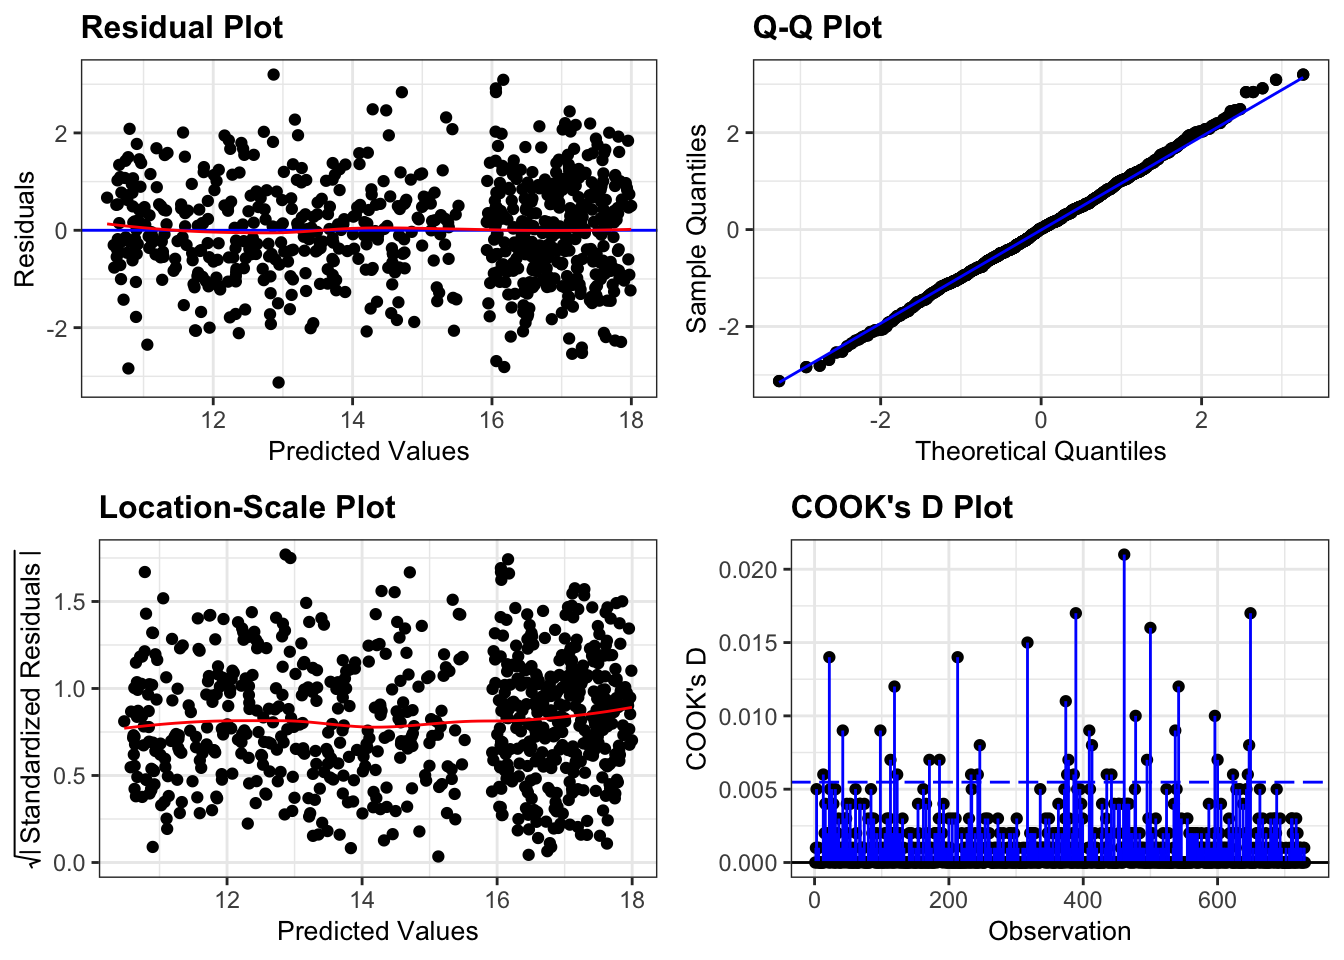 Residual Plot
2
0
-2
Residuals
12
14
16
18
Predicted Values
Q-Q Plot
2
0
-2
Sample Quantiles
-2
0
2
Theoretical Quantiles
Location-Scale Plot
1.5
1.0
0.5
0.0
√| Standardized Residuals |
12
14
16
18
Predicted Values
COOK's D Plot
0.020
0.015
0.010
0.005
0.000
COOK's D
0
200
400
600
Observation